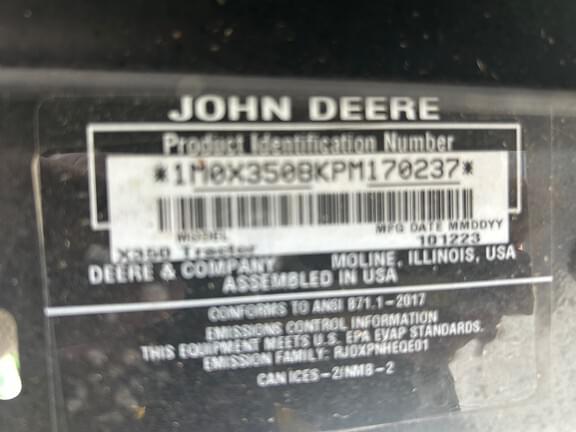 JOHN DEERE
Product Identification Number
*1M0X350BKPM170237*
MODEL MFG DATE MMDDYY
X350 Tractor 101223
DEERE & COMPANY MOLINE, ILLINOIS, USA
ASSEMBLED IN USA
CONFORMS TO ANSI B71.1-2017
EMISSIONS CONTROL INFORMATION
THIS EQUIPMENT MEETS U.S. EPA EVAP STANDARDS.
EMISSION FAMILY: RJDXPNHEQE01
CAN ICES-2/NMB-2